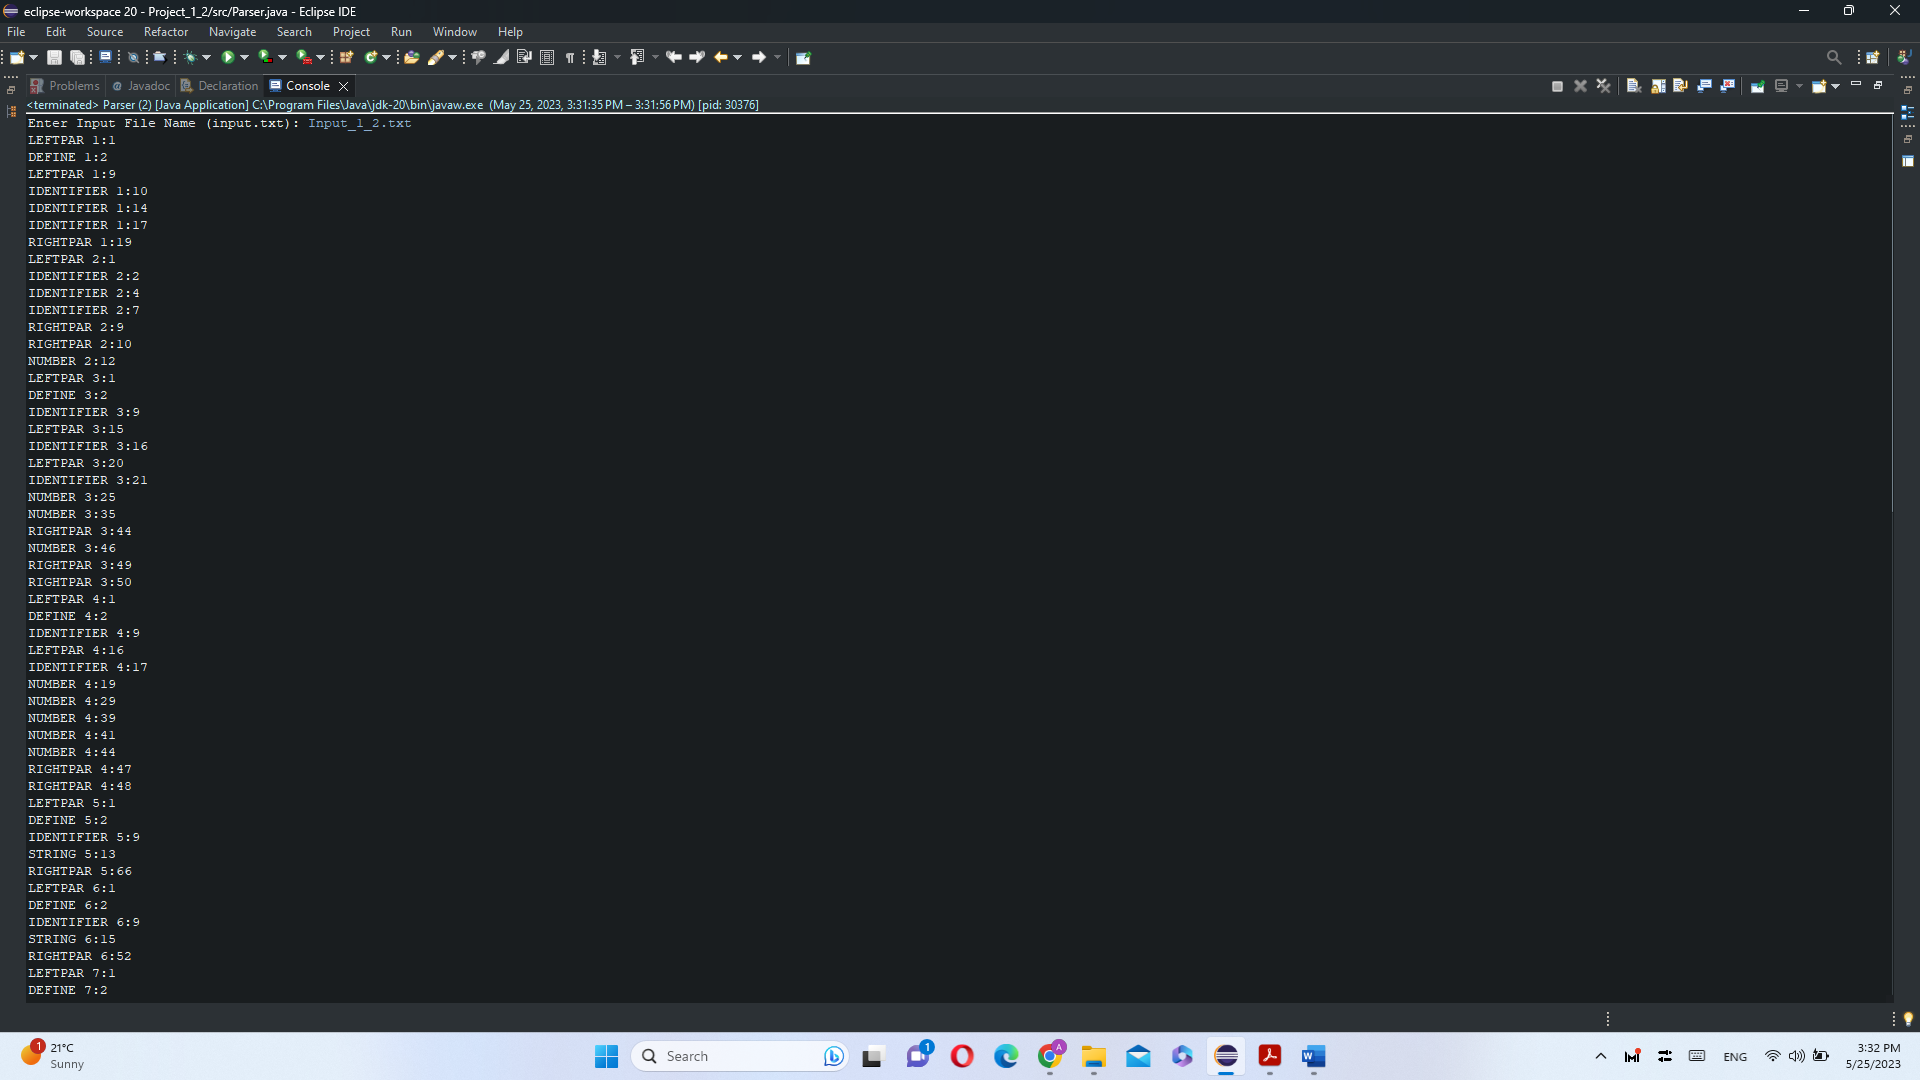 eclipse-workspace 20 - Project_1_2/src/Parser.java - Eclipse IDE
File Edit Source Refactor Navigate Search Project Run Window Help
Problems Javadoc Declaration Console
<terminated> Parser (2) [Java Application] C:\Program Files\Java\jdk-20\bin\javaw.exe (May 25, 2023, 3:31:35 PM – 3:31:56 PM) [pid: 30376]
Enter Input File Name (input.txt): Input_1_2.txt
LEFTPAR 1:1
DEFINE 1:2
LEFTPAR 1:9
IDENTIFIER 1:10
IDENTIFIER 1:14
IDENTIFIER 1:17
RIGHTPAR 1:19
LEFTPAR 2:1
IDENTIFIER 2:2
IDENTIFIER 2:4
IDENTIFIER 2:7
RIGHTPAR 2:9
RIGHTPAR 2:10
NUMBER 2:12
LEFTPAR 3:1
DEFINE 3:2
IDENTIFIER 3:9
LEFTPAR 3:15
IDENTIFIER 3:16
LEFTPAR 3:20
IDENTIFIER 3:21
NUMBER 3:25
NUMBER 3:35
RIGHTPAR 3:44
NUMBER 3:46
RIGHTPAR 3:49
RIGHTPAR 3:50
LEFTPAR 4:1
DEFINE 4:2
IDENTIFIER 4:9
LEFTPAR 4:16
IDENTIFIER 4:17
NUMBER 4:19
NUMBER 4:29
NUMBER 4:39
NUMBER 4:41
NUMBER 4:44
RIGHTPAR 4:47
RIGHTPAR 4:48
LEFTPAR 5:1
DEFINE 5:2
IDENTIFIER 5:9
STRING 5:13
RIGHTPAR 5:66
LEFTPAR 6:1
DEFINE 6:2
IDENTIFIER 6:9
STRING 6:15
RIGHTPAR 6:52
LEFTPAR 7:1
DEFINE 7:2
1
21°C
Sunny
Search
1
A
ENG
3:32 PM
5/25/2023